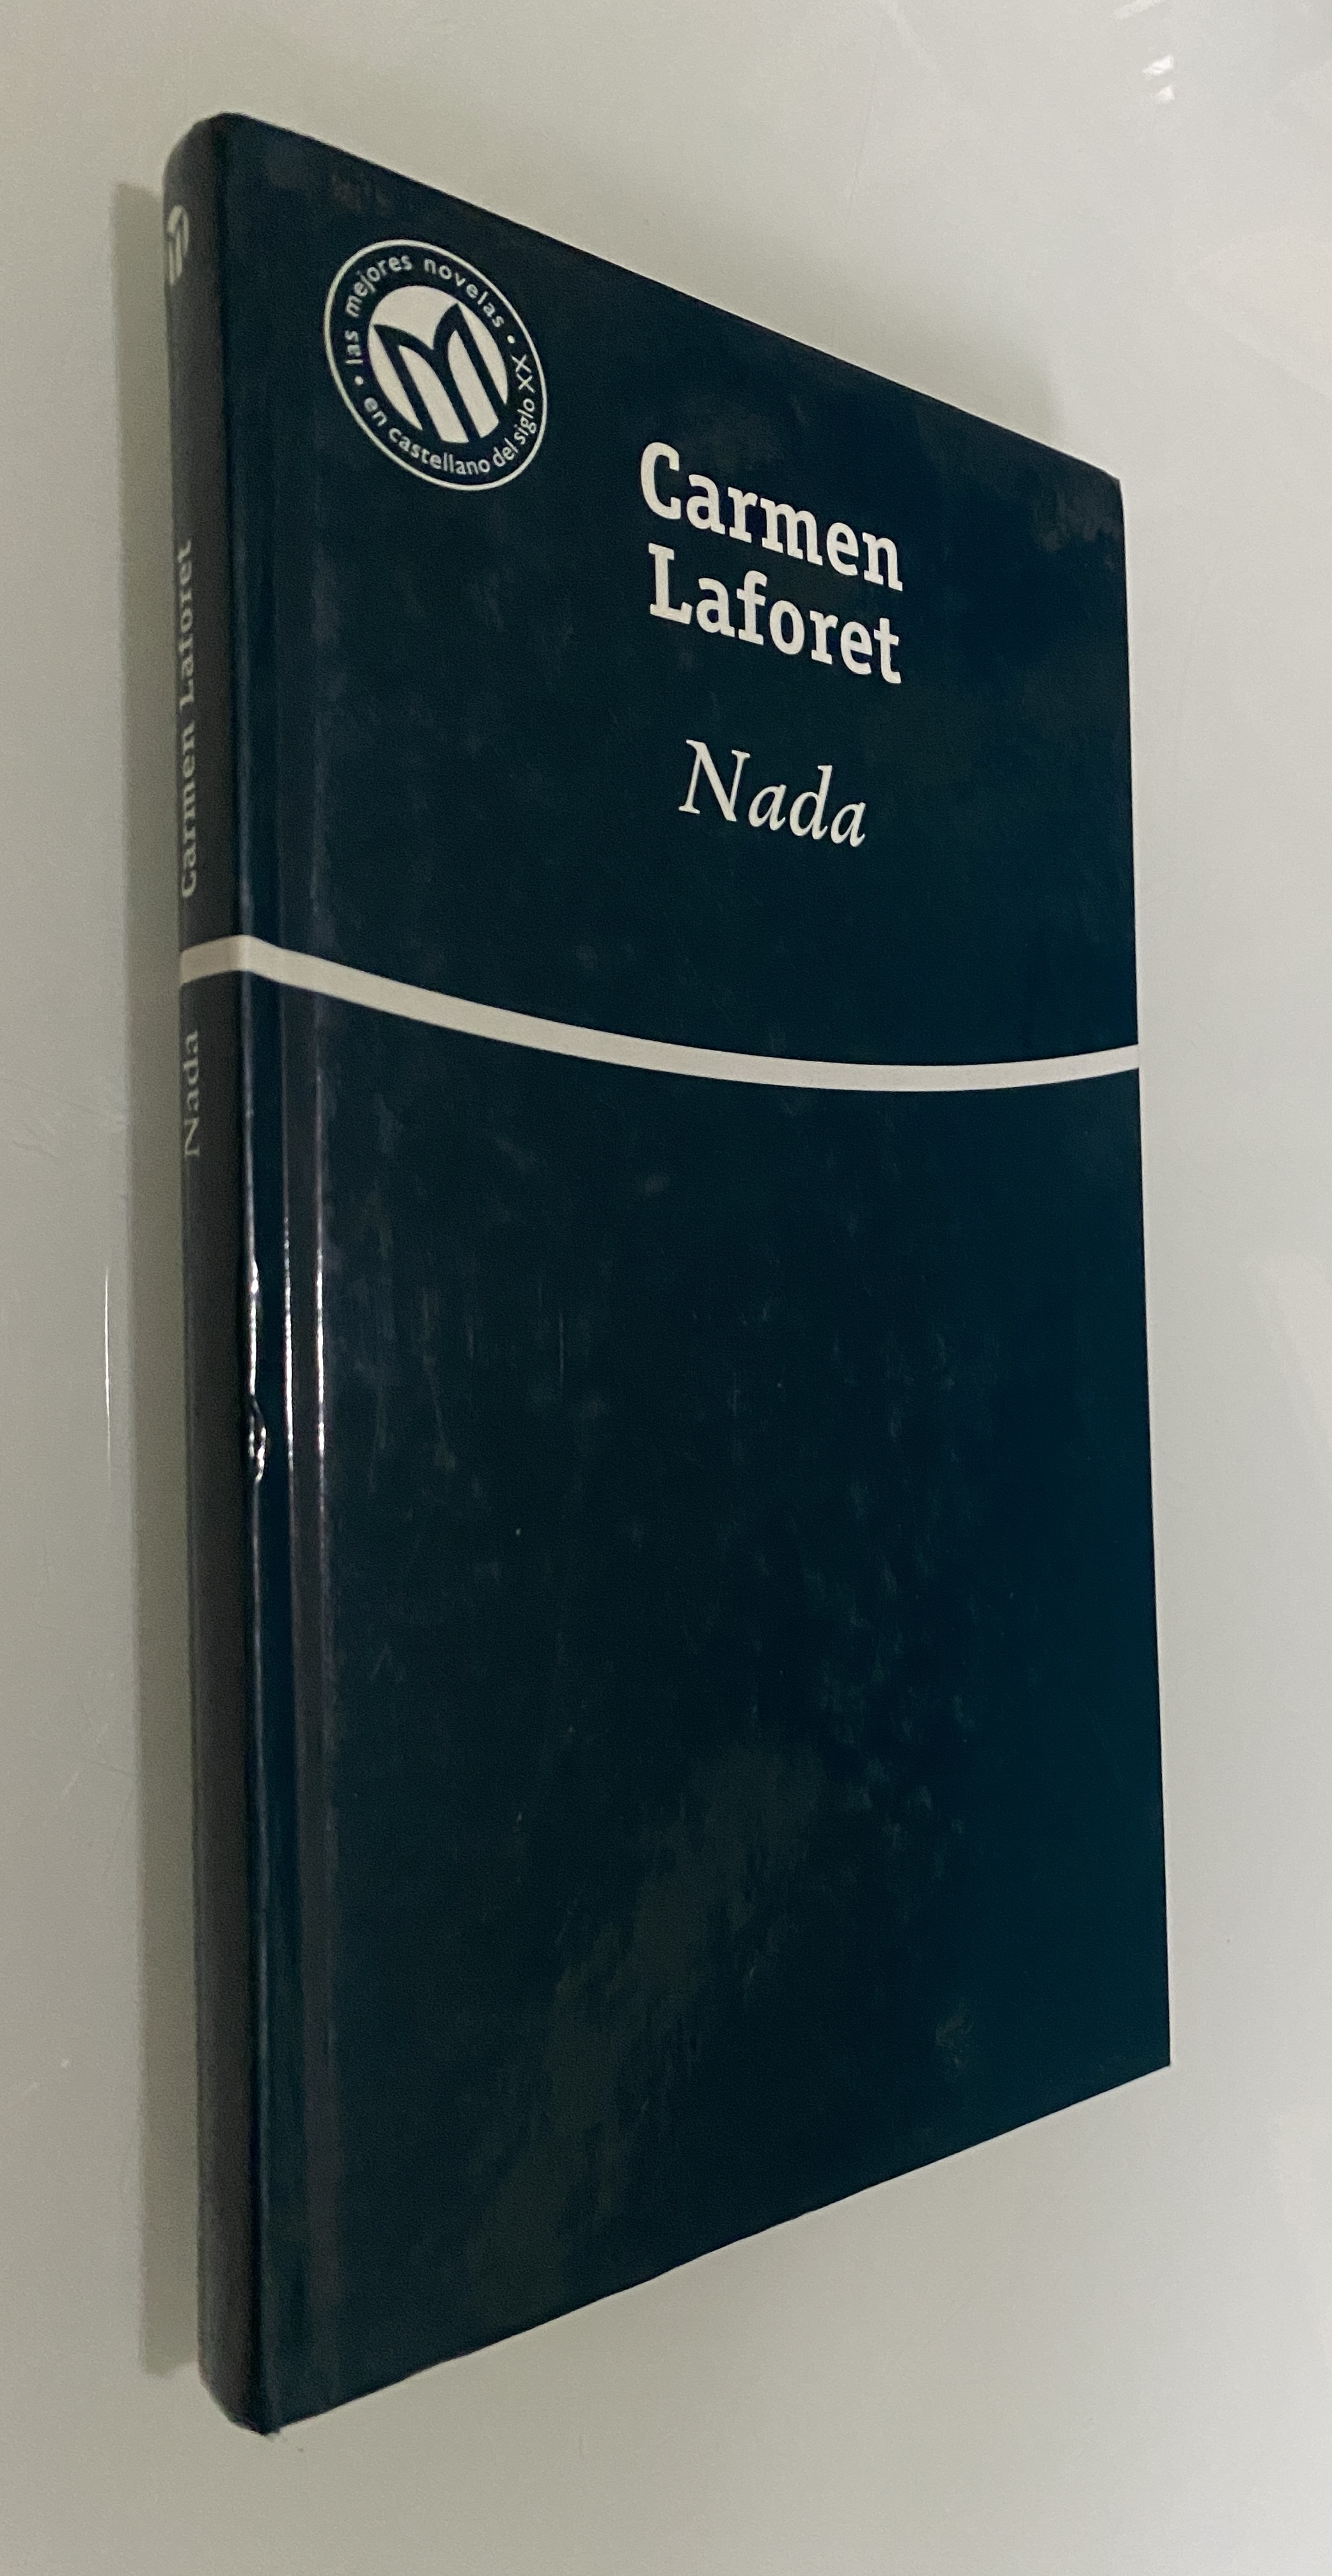 • las mejores novelas •
en castellano del siglo XX
M
Carmen
Laforet
Nada
Carmen Laforet
Nada